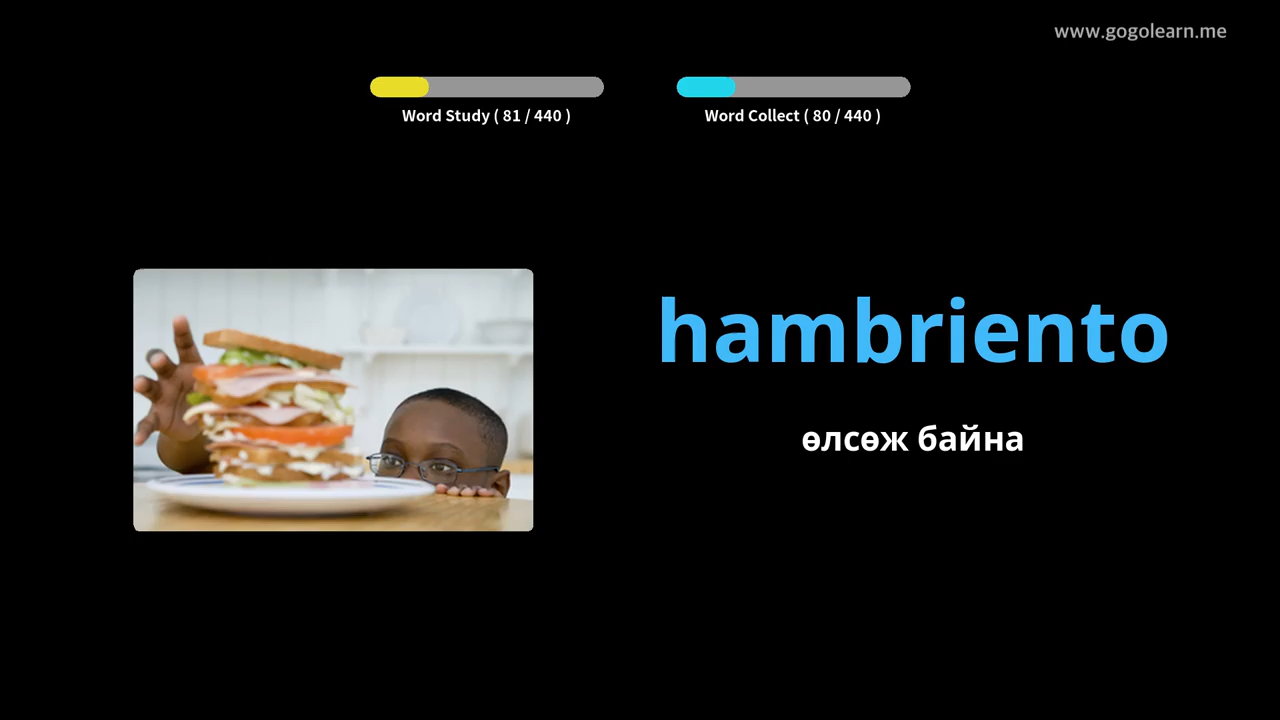 www.gogolearn.me
Word Study ( 81 / 440 )
Word Collect ( 80 / 440 )
hambriento
өлсөж байна